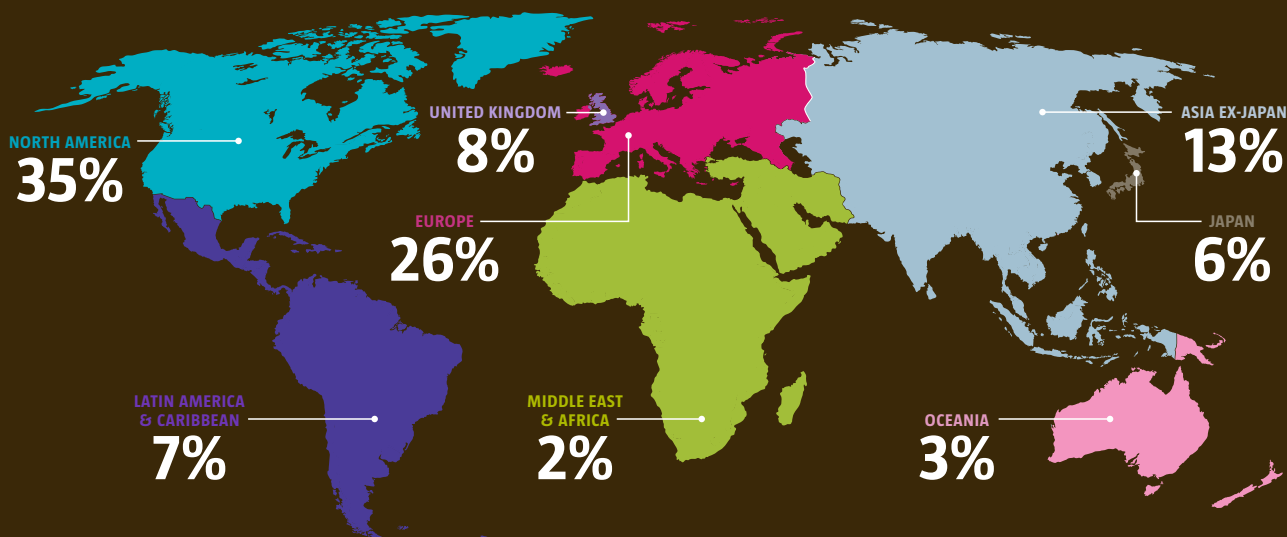 NORTH AMERICA
35%
UNITED KINGDOM
8%
EUROPE
26%
ASIA EX-JAPAN
13%
JAPAN
6%
LATIN AMERICA
& CARIBBEAN
7%
MIDDLE EAST
& AFRICA
2%
OCEANIA
3%